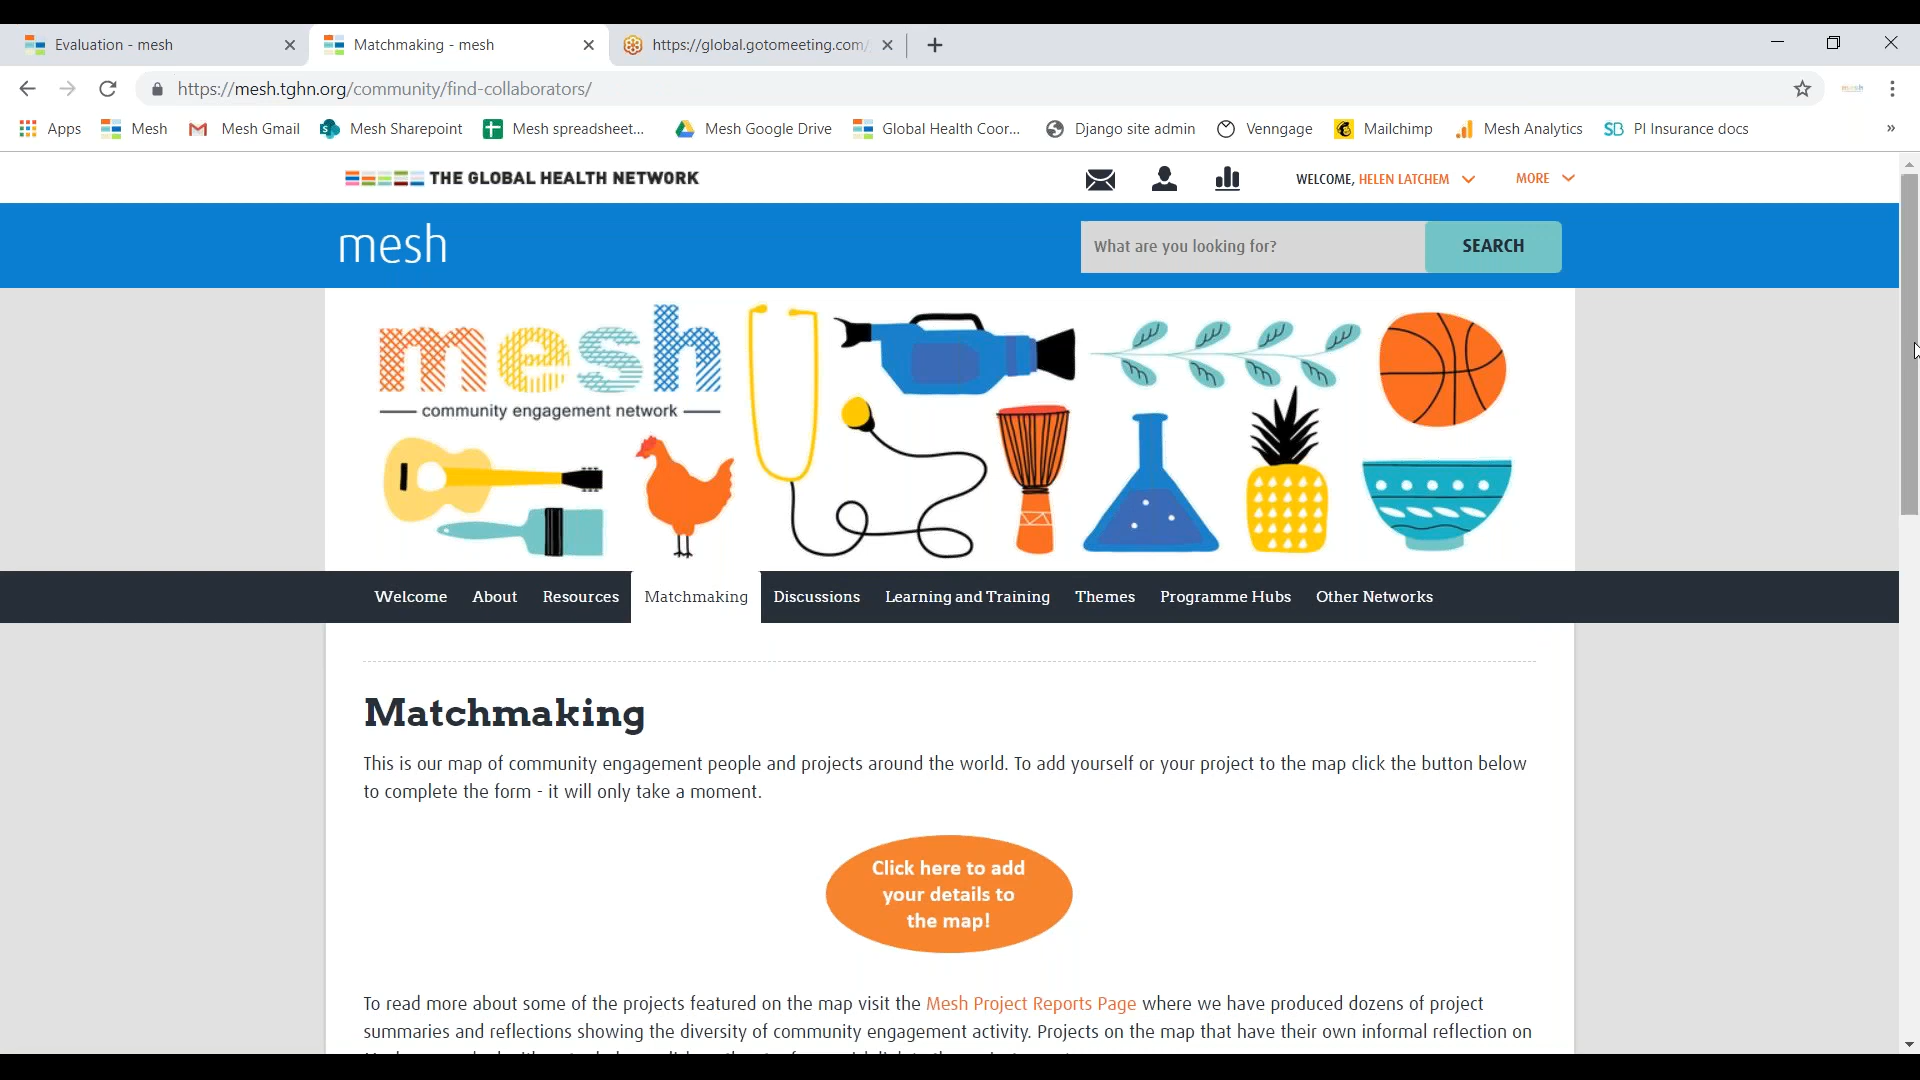 Evaluation - mesh
Matchmaking - mesh
https://global.gotomeeting.com/
https://mesh.tghn.org/community/find-collaborators/
mesh
Apps
Mesh
Mesh Gmail
Mesh Sharepoint
Mesh spreadsheet...
Mesh Google Drive
Global Health Coor...
Django site admin
Venngage
Mailchimp
Mesh Analytics
SB PI Insurance docs
»
THE GLOBAL HEALTH NETWORK
WELCOME, HELEN LATCHEM
MORE
mesh
What are you looking for?
SEARCH
mesh
community engagement network
Welcome
About
Resources
Matchmaking
Discussions
Learning and Training
Themes
Programme Hubs
Other Networks
Matchmaking
This is our map of community engagement people and projects around the world. To add yourself or your project to the map click the button below
to complete the form - it will only take a moment.
Click here to add
your details to
the map!
To read more about some of the projects featured on the map visit the Mesh Project Reports Page where we have produced dozens of project
summaries and reflections showing the diversity of community engagement activity. Projects on the map that have their own informal reflection on